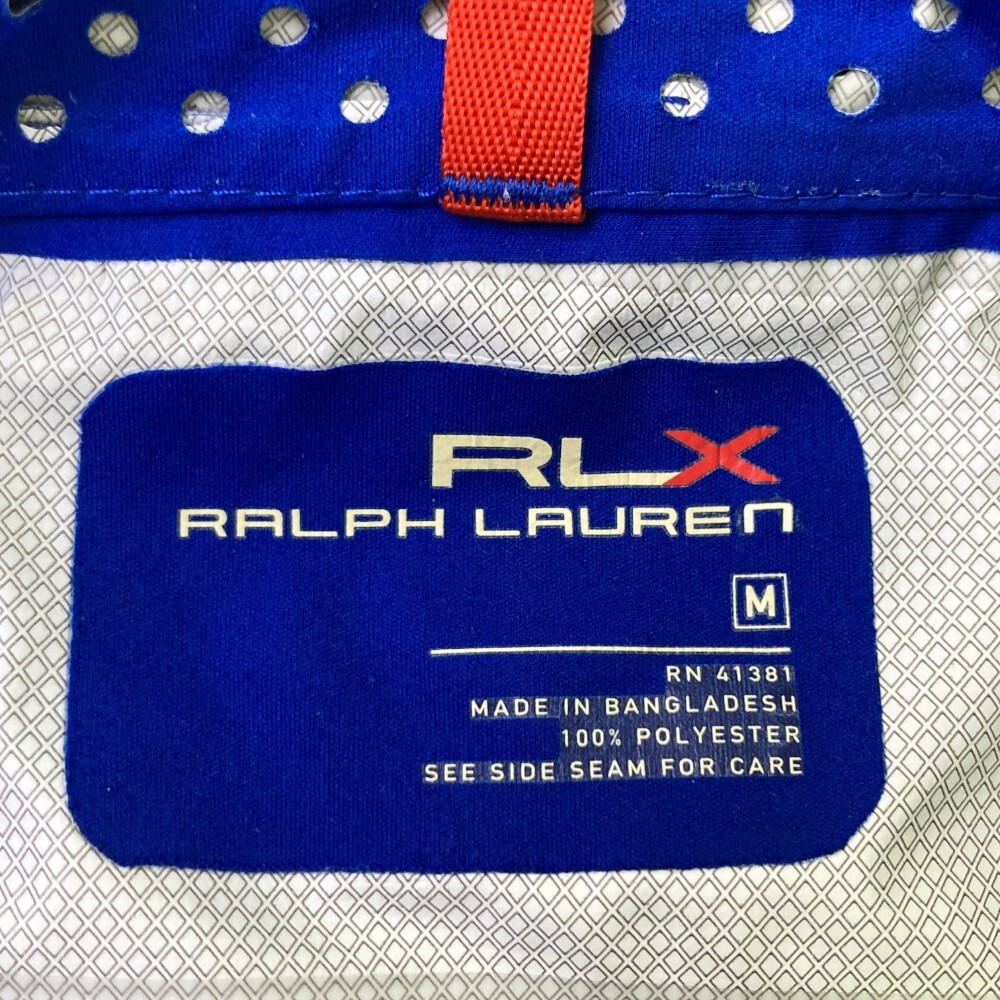 RLX
RALPH LAUREN
M
RN 41381
MADE IN BANGLADESH
100% POLYESTER
SEE SIDE SEAM FOR CARE